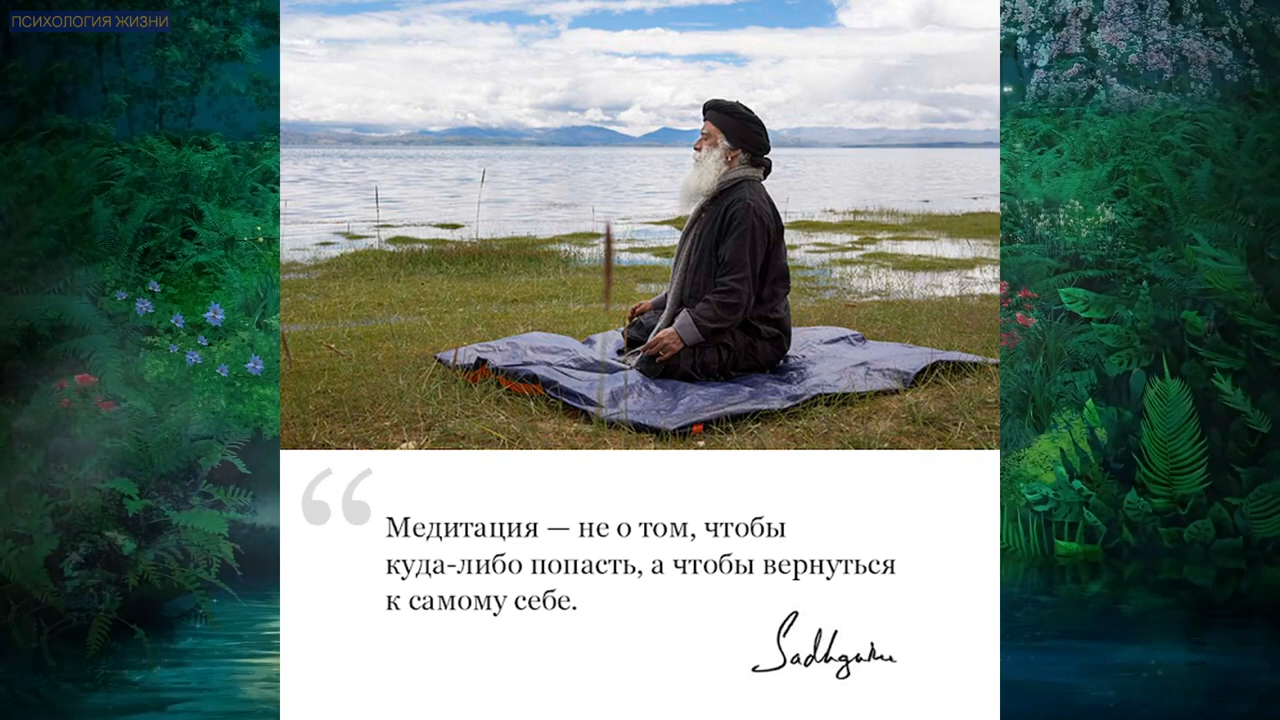 ПСИХОЛОГИЯ ЖИЗНИ
Медитация — не о том, чтобы
куда-либо попасть, а чтобы вернуться
к самому себе.
Sadhguru